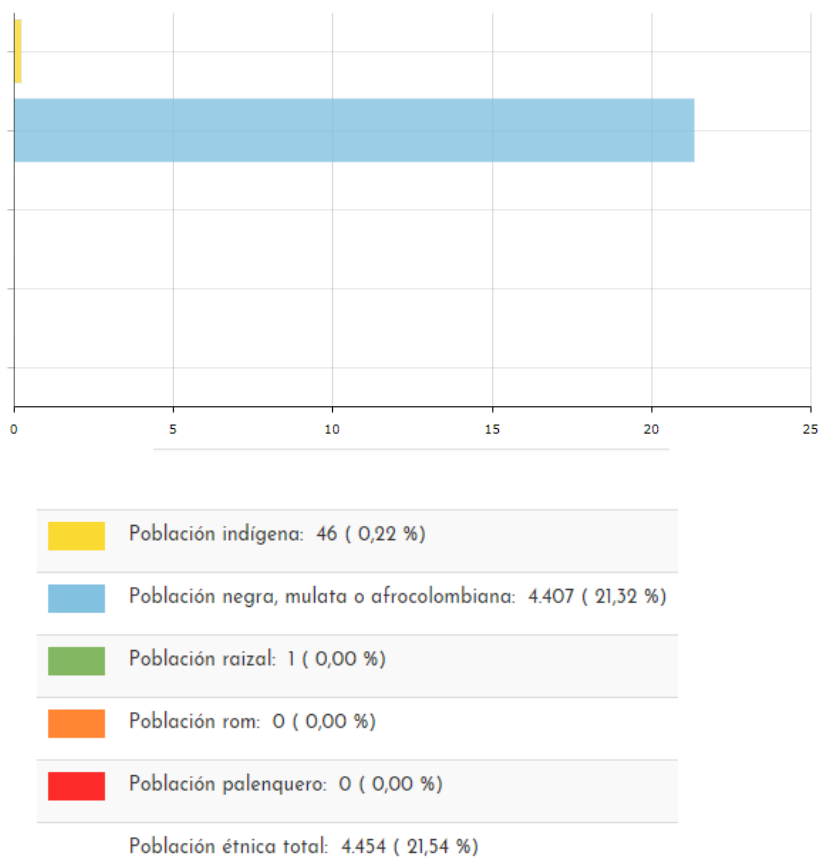 0 5 10 15 20 25
Población indígena: 46 ( 0,22 %)
Población negra, mulata o afrocolombiana: 4.407 ( 21,32 %)
Población raizal: 1 ( 0,00 %)
Población rom: 0 ( 0,00 %)
Población palenquero: 0 ( 0,00 %)
Población étnica total: 4.454 ( 21,54 %)